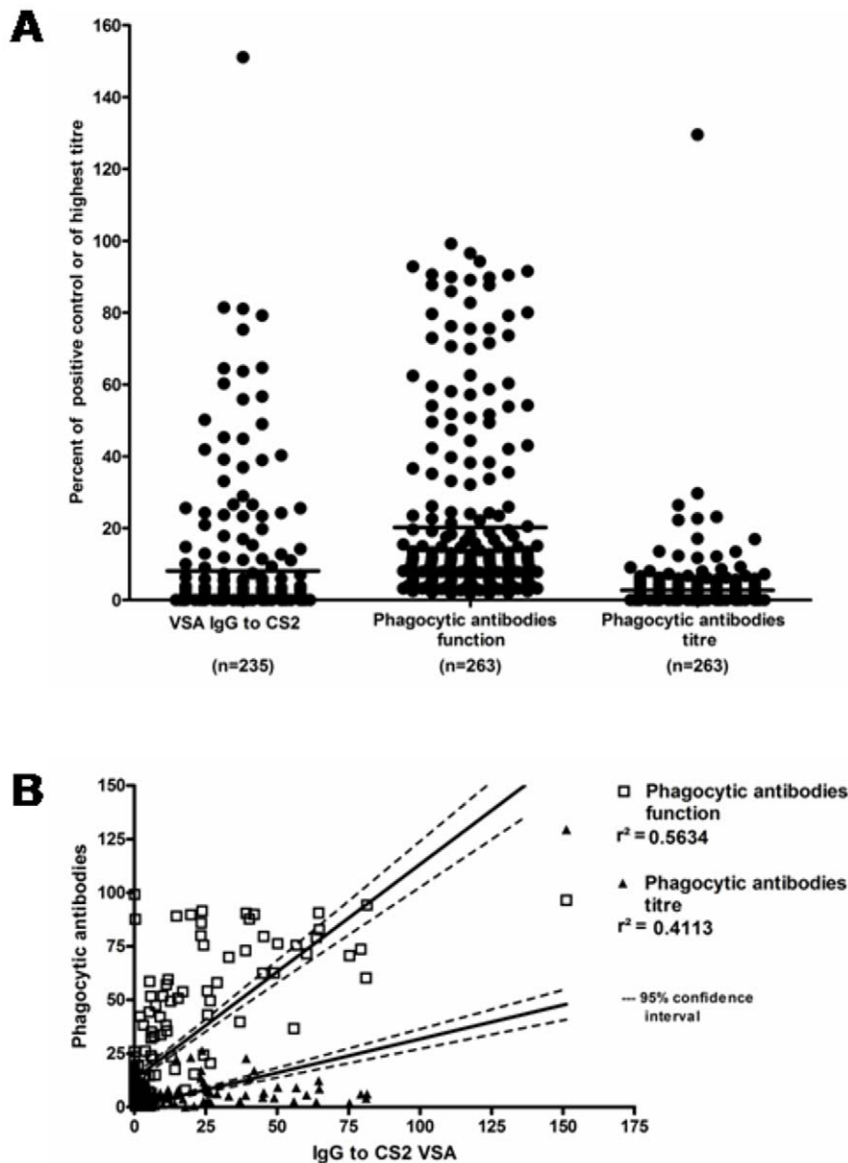 A
Percent of positive control or of highest titre
160
140
120
100
80
60
40
20
0
VSA IgG to CS2
Phagocytic antibodies
function
Phagocytic antibodies
titre
(n=235)
(n=263)
(n=263)
B
Phagocytic antibodies
150
125
100
75
50
25
0
0
25
50
75
100
125
150
175
IgG to CS2 VSA
Phagocytic antibodies
function
r² = 0.5634
Phagocytic antibodies
titre
r² = 0.4113
--- 95% confidence
interval